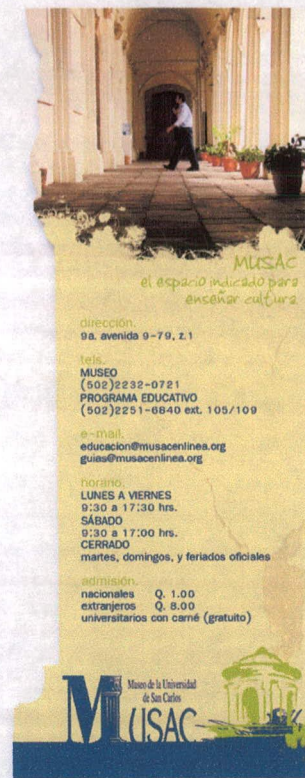 MUSAC
el espacio indicado para
enseñar cultura
dirección.
9a. avenida 9-79, z.1
tels.
MUSEO
(502)2232-0721
PROGRAMA EDUCATIVO
(502)2251-6840 ext. 105/109
e-mail.
educacion@musacenlinea.org
guias@musacenlinea.org
horario.
LUNES A VIERNES
9:30 a 17:30 hrs.
SÁBADO
9:30 a 17:00 hrs.
CERRADO
martes, domingos, y feriados oficiales
admisión.
nacionales Q. 1.00
extranjeros Q. 8.00
universitarios con carné (gratuito)
Museo de la Universidad
de San Carlos
MUSAC